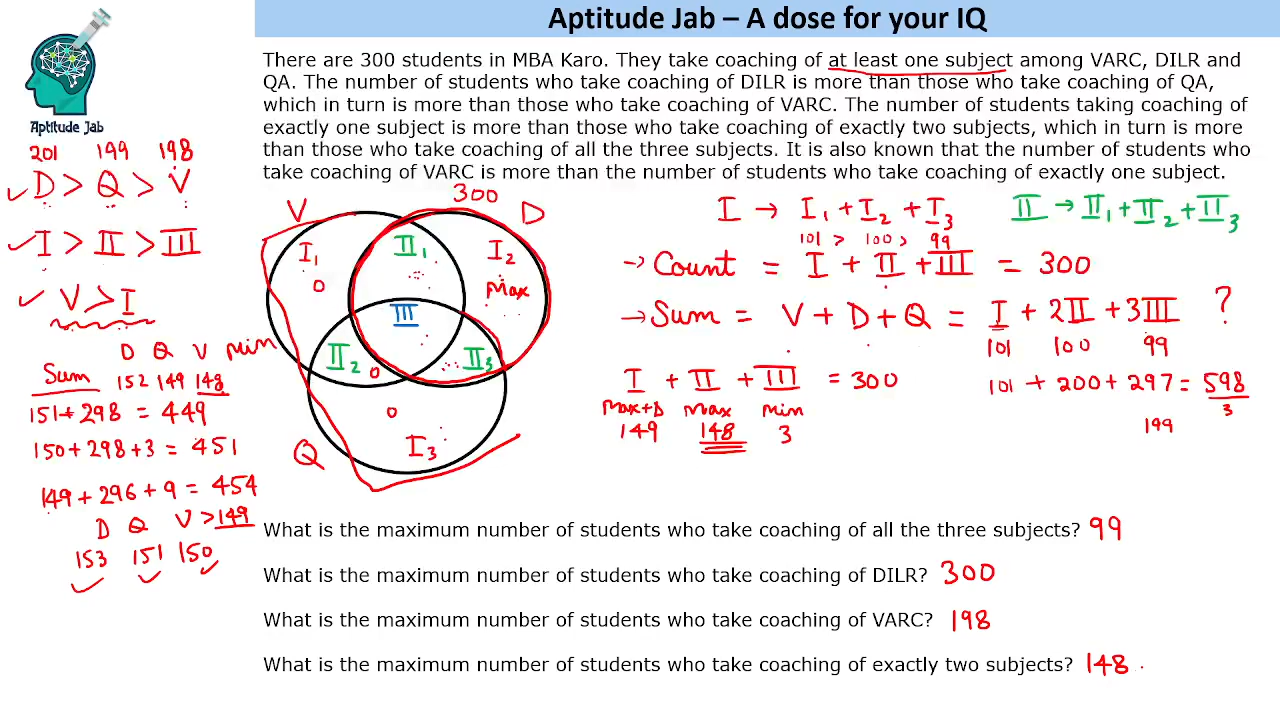 Aptitude Jab – A dose for your IQ
Aptitude Jab
There are 300 students in MBA Karo. They take coaching of at least one subject among VARC, DILR and
QA. The number of students who take coaching of DILR is more than those who take coaching of QA,
which in turn is more than those who take coaching of VARC. The number of students taking coaching of
exactly one subject is more than those who take coaching of exactly two subjects, which in turn is more
than those who take coaching of all the three subjects. It is also known that the number of students who
take coaching of VARC is more than the number of students who take coaching of exactly one subject.
201 199 198
D > Q > V
I > II > III
V > I
D Q V min
Sum 152 149 148
151 + 298 = 449
150 + 298 + 3 = 451
149 + 296 + 9 = 454
D Q V > 149
153 151 150
300
V D
I1 II1 I2
0 max
III
II2 0 II3
0
Q I3
I → I1 + I2 + I3 II → II1 + II2 + II3
101 > 100 > 99
→ Count = I + II + III = 300
→ Sum = V + D + Q = I + 2II + 3III ?
101 100 99
I + II + III = 300
max+1 max min
149 148 3
101 + 200 + 297 = 598
3
199
What is the maximum number of students who take coaching of all the three subjects? 99
What is the maximum number of students who take coaching of DILR? 300
What is the maximum number of students who take coaching of VARC? 198
What is the maximum number of students who take coaching of exactly two subjects? 148